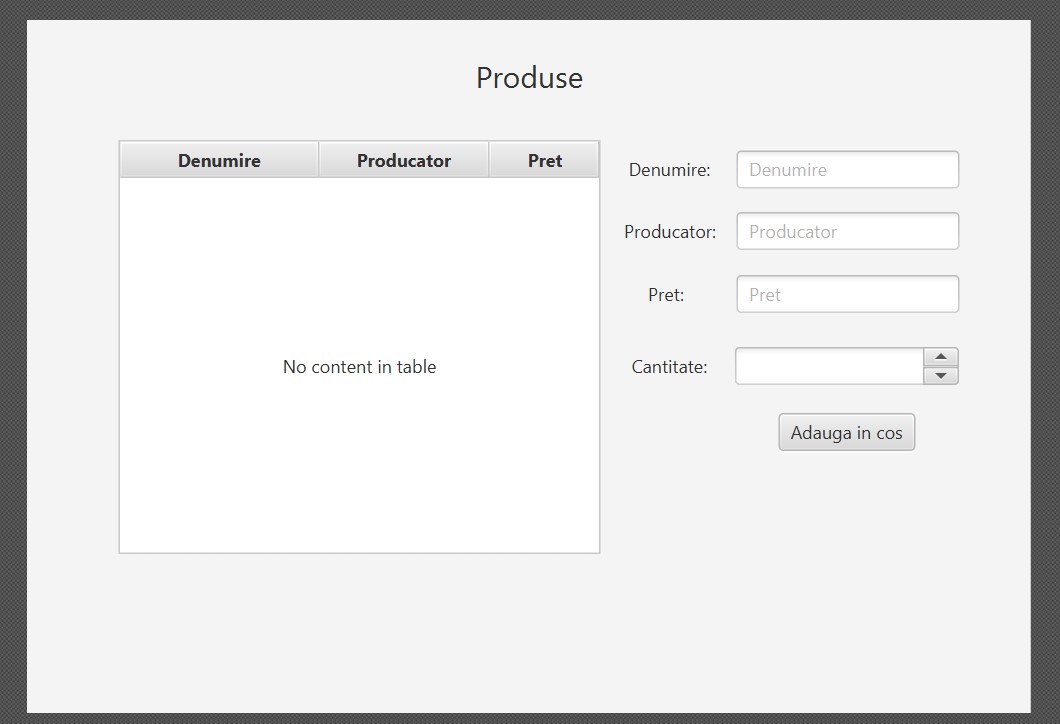 Produse
Denumire Producator Pret
No content in table
Denumire: Denumire
Producator: Producator
Pret: Pret
Cantitate:
Adauga in cos